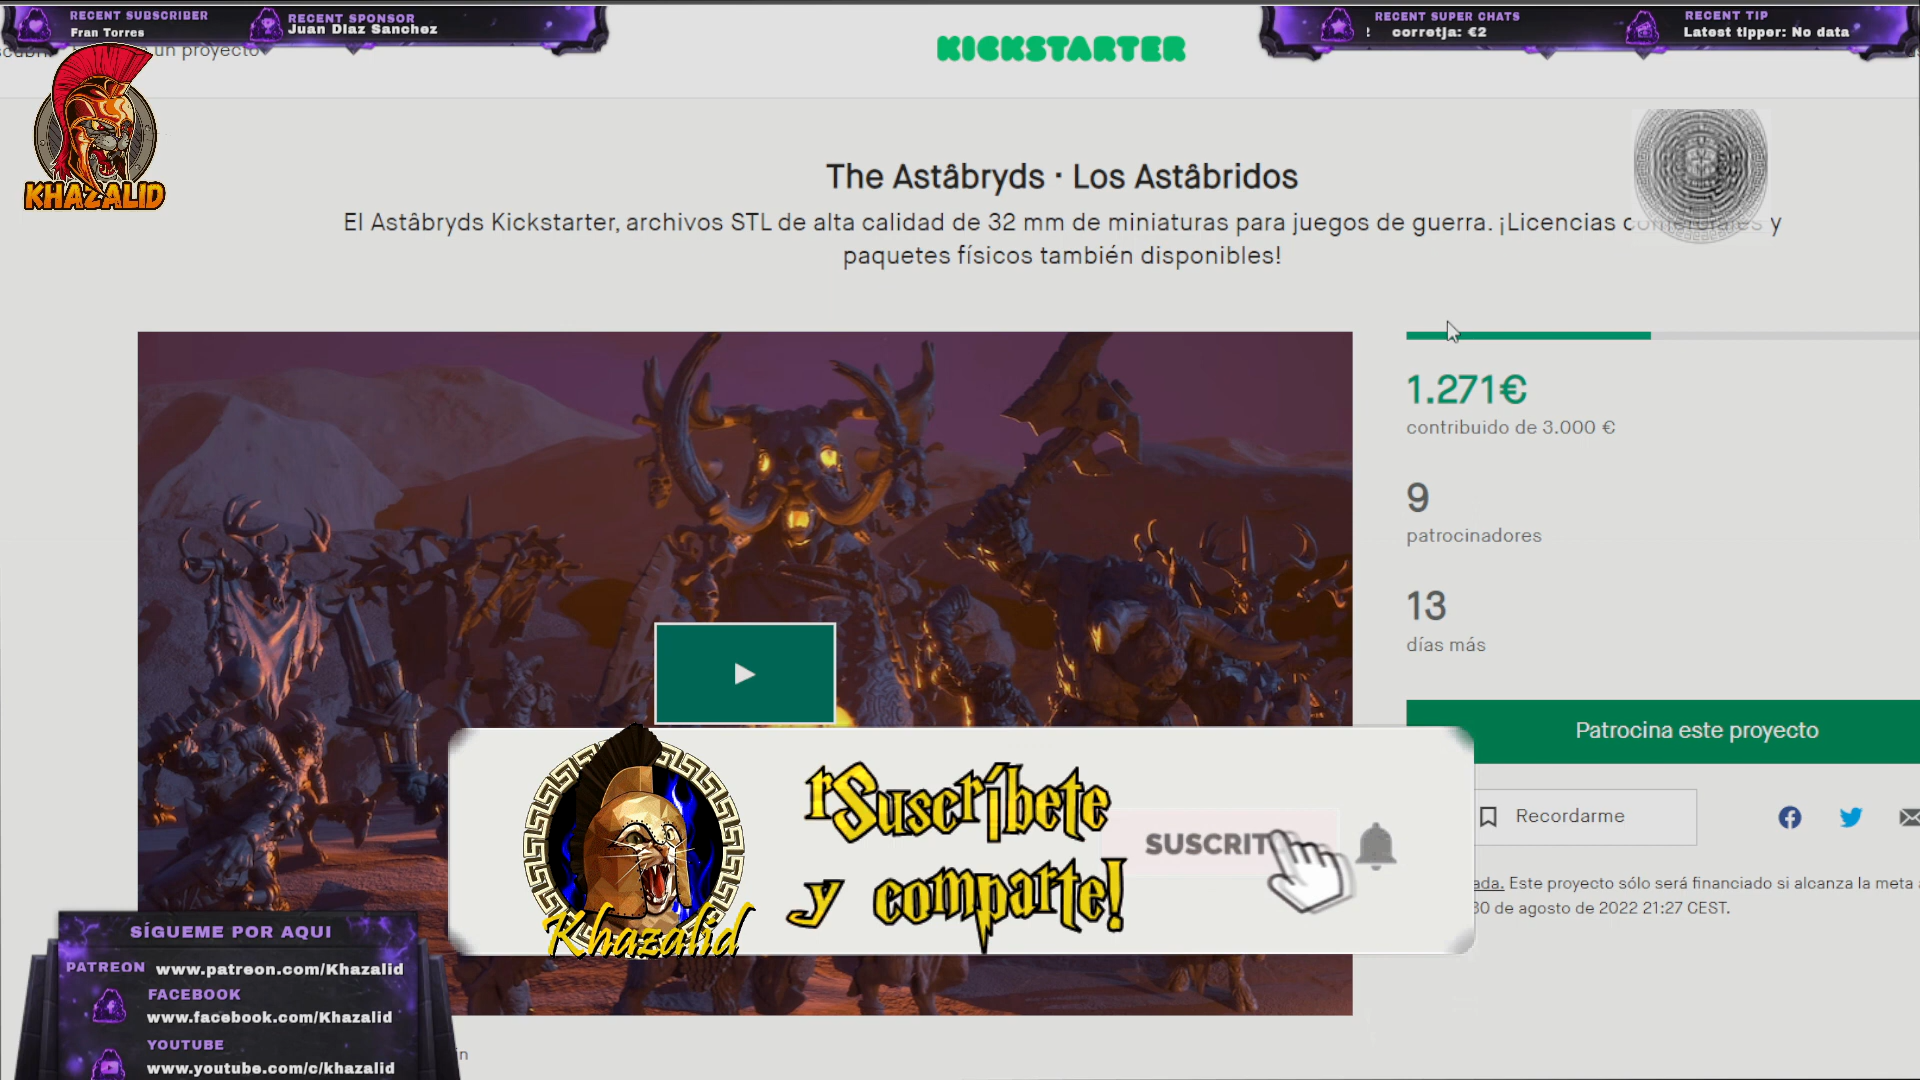 RECENT SUBSCRIBER
Fran Torres
RECENT SPONSOR
Juan Diaz Sanchez
KICKSTARTER
RECENT SUPER CHATS
corretja: €2
RECENT TIP
Latest tipper: No data
un proyecto
KHAZALID
The Astâbryds · Los Astâbridos
El Astâbryds Kickstarter, archivos STL de alta calidad de 32 mm de miniaturas para juegos de guerra. ¡Licencias comerciales y
paquetes físicos también disponibles!
1.271€
contribuido de 3.000 €
9
patrocinadores
13
días más
Patrocina este proyecto
Recordarme
ada. Este proyecto sólo será financiado si alcanza la meta
30 de agosto de 2022 21:27 CEST.
Suscríbete
y comparte!
SUSCRIT
Khazalid
SÍGUEME POR AQUI
PATREON www.patreon.com/Khazalid
FACEBOOK
www.facebook.com/Khazalid
YOUTUBE
www.youtube.com/c/khazalid